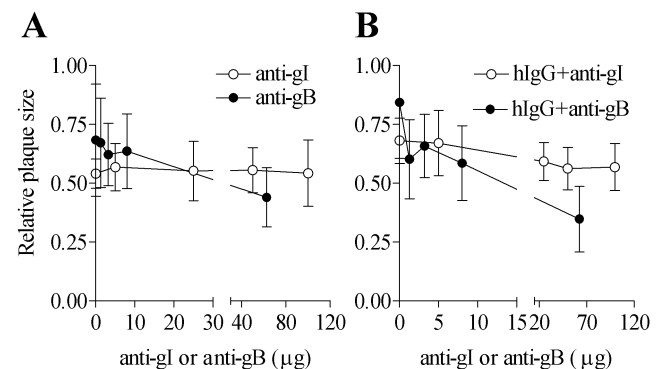 A
B
1.00
0.75
0.50
0.25
0.00
Relative plaque size
anti-gI
anti-gB
0 10 20 30 40 80 120
anti-gI or anti-gB (μg)
1.00
0.75
0.50
0.25
0.00
hIgG+anti-gI
hIgG+anti-gB
0 5 10 15 20 70 120
anti-gI or anti-gB (μg)